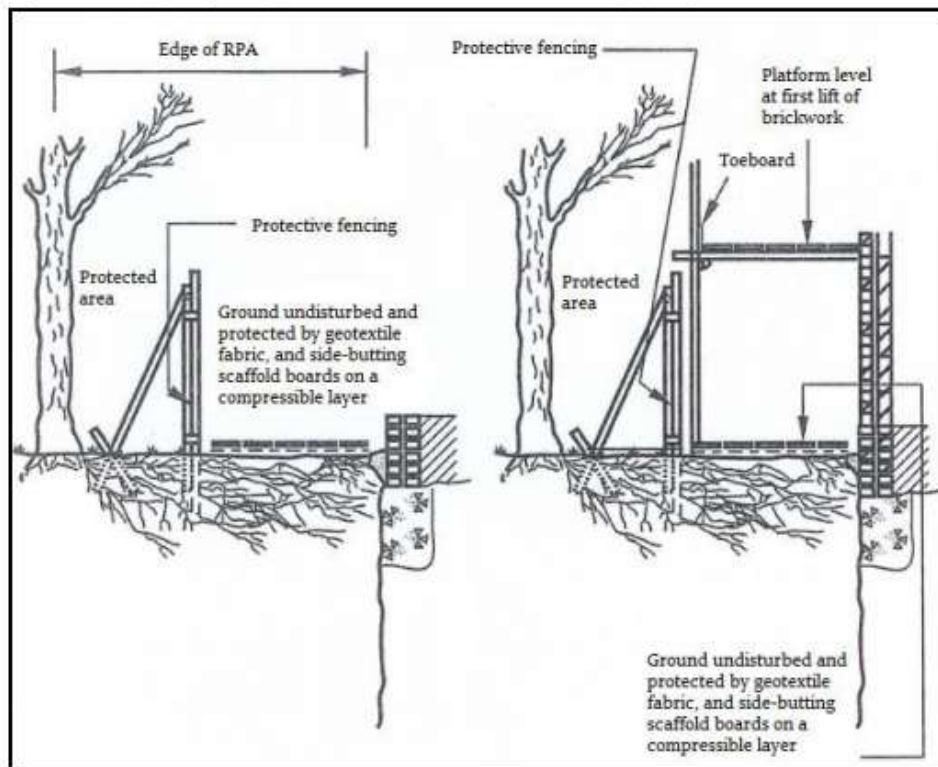 Edge of RPA
Protective fencing
Protected
area
Ground undisturbed and
protected by geotextile
fabric, and side-butting
scaffold boards on a
compressible layer
Protective fencing
Platform level
at first lift of
brickwork
Toeboard
Protected
area
Ground undisturbed and
protected by geotextile
fabric, and side-butting
scaffold boards on a
compressible layer